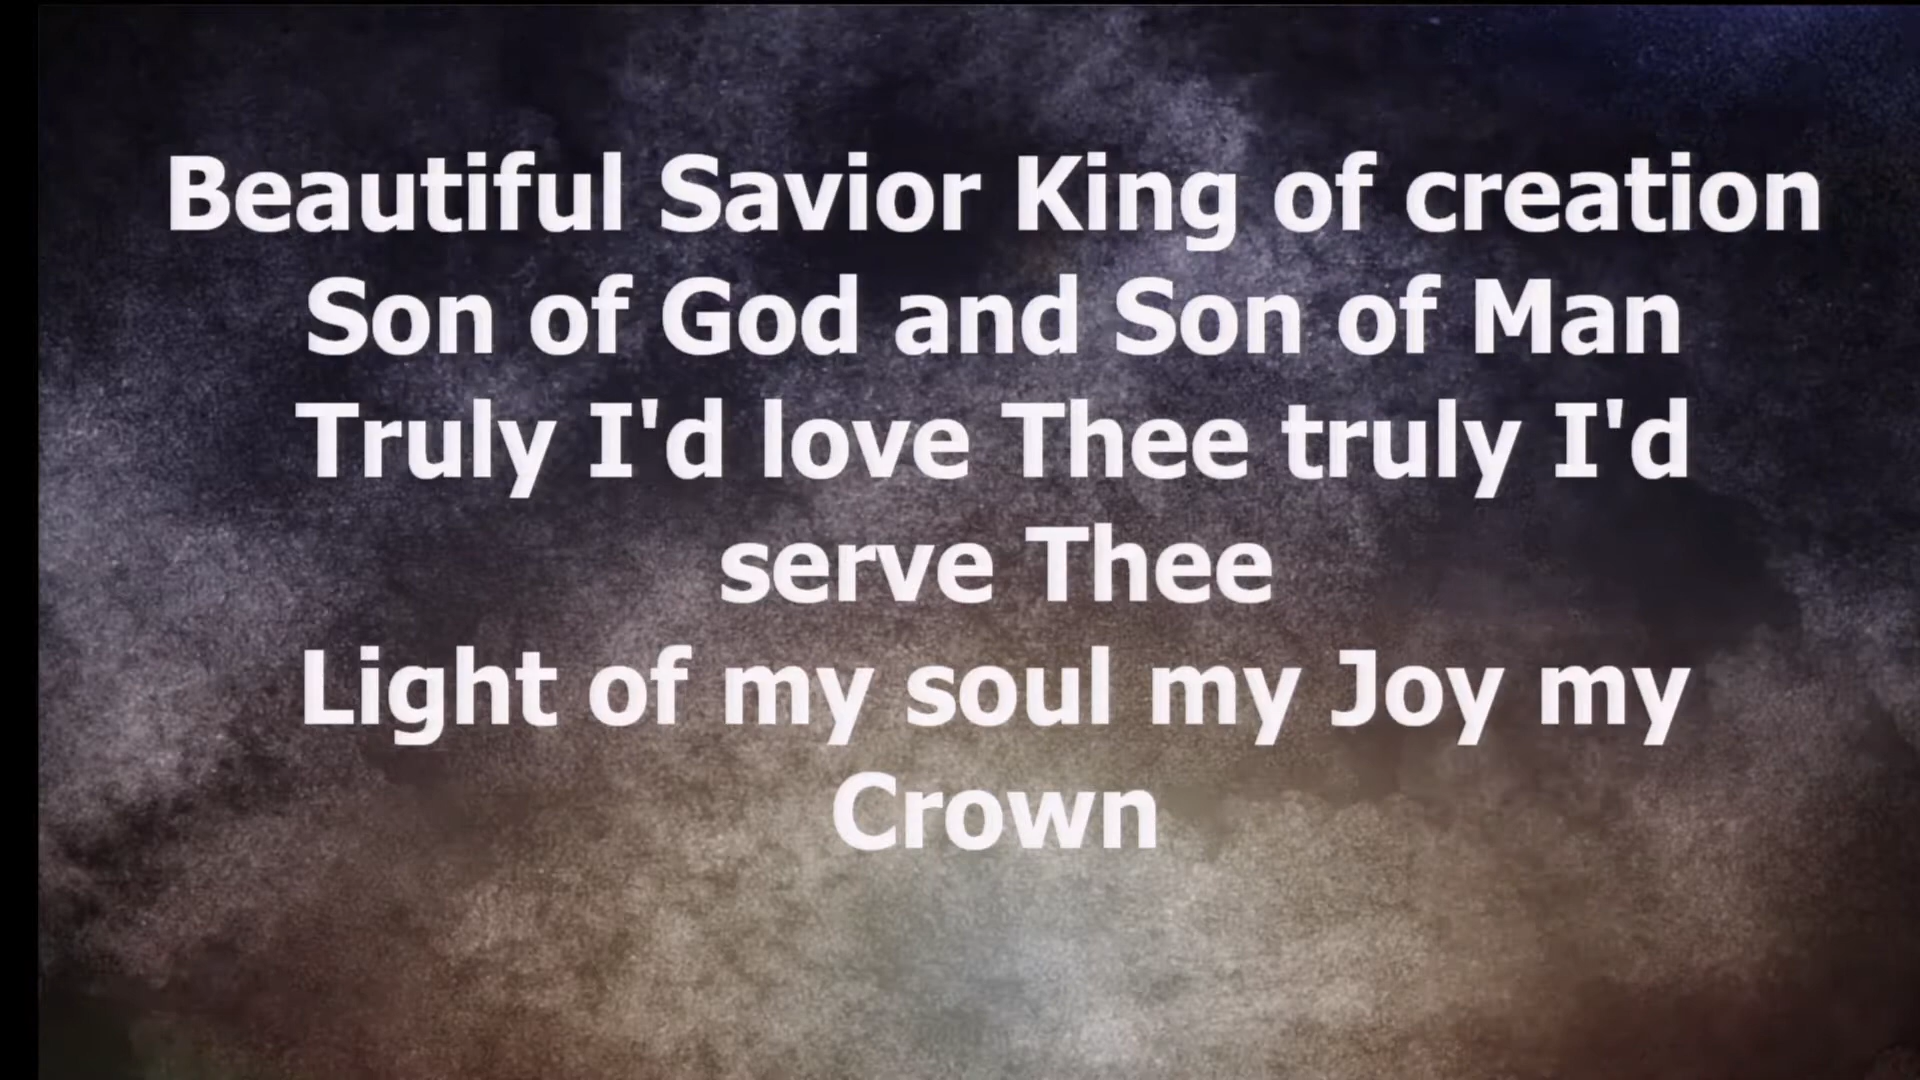 Beautiful Savior King of creation
Son of God and Son of Man
Truly I'd love Thee truly I'd
serve Thee
Light of my soul my Joy my
Crown